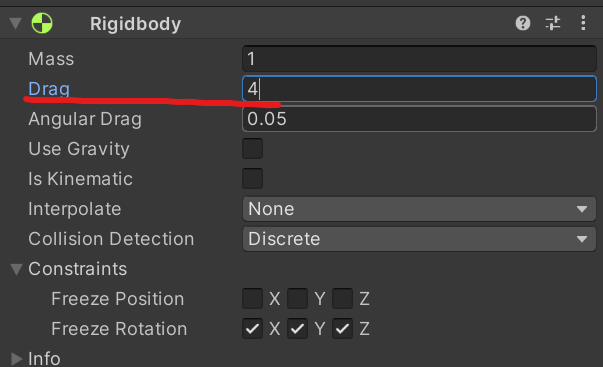 Rigidbody
Mass 1
Drag 4
Angular Drag 0.05
Use Gravity
Is Kinematic
Interpolate None
Collision Detection Discrete
Constraints
Freeze Position X Y Z
Freeze Rotation X Y Z
Info